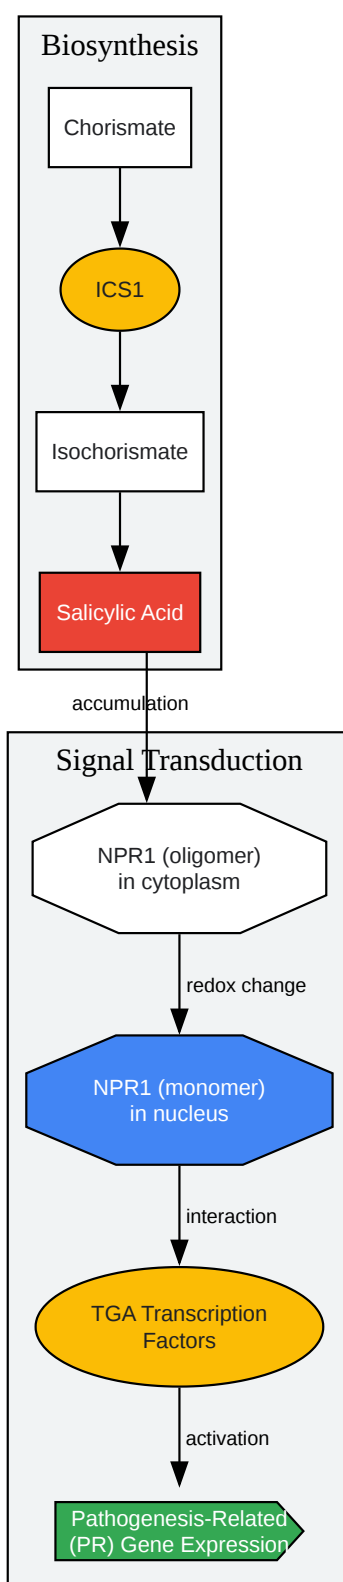 Biosynthesis
Chorismate
ICS1
Isochorismate
Salicylic Acid
accumulation
Signal Transduction
NPR1 (oligomer)
in cytoplasm
redox change
NPR1 (monomer)
in nucleus
interaction
TGA Transcription
Factors
activation
Pathogenesis-Related
(PR) Gene Expression